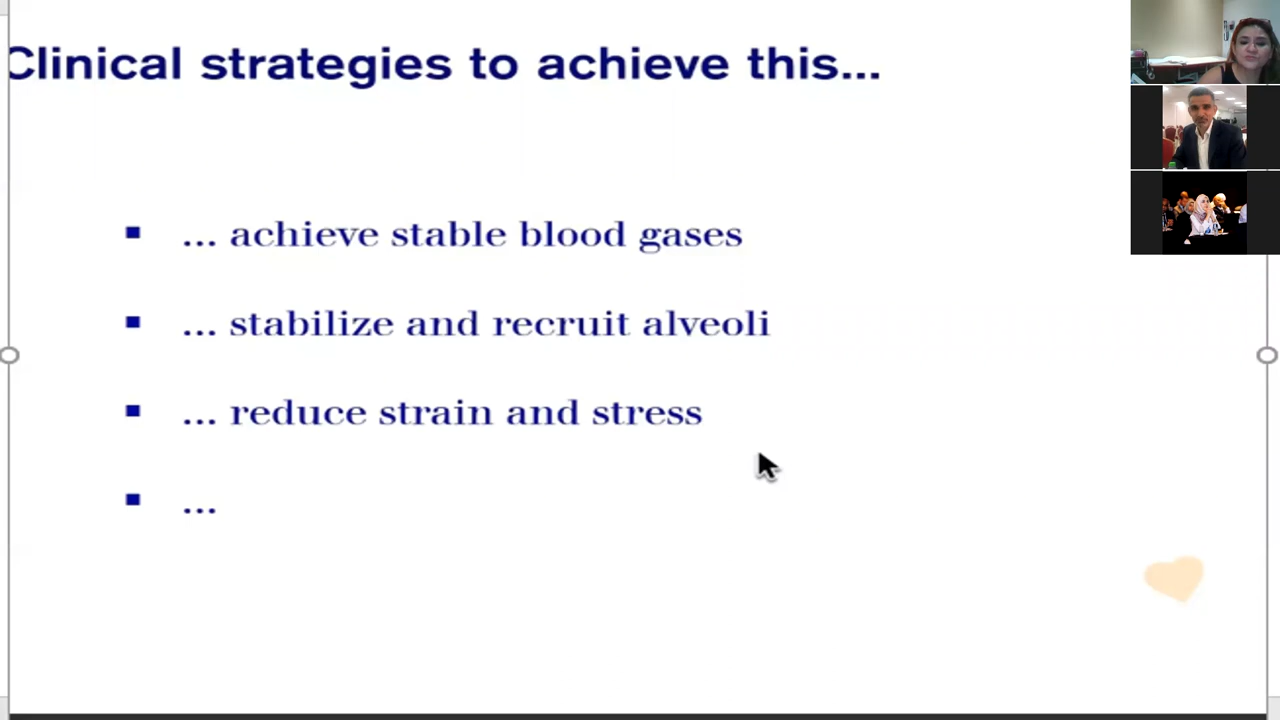 Clinical strategies to achieve this...
... achieve stable blood gases
... stabilize and recruit alveoli
... reduce strain and stress
...